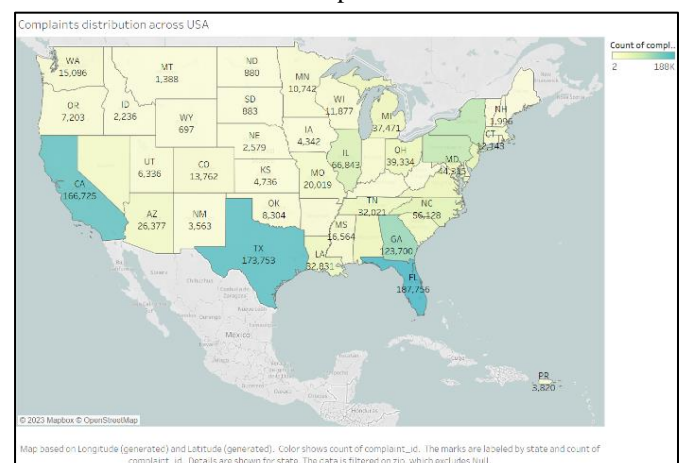 Complaints distribution across USA
Count of compl..
2 188K
WA
15,086
MT
1,388
ND
880
MN
10,742
OR
7,203
ID
2,236
SD
883
WI
11,877
MI
37,471
NH
1,996
WY
697
IA
4,342
CT
12,143
NE
2,579
IL
66,843
OH
39,334
MD
44,315
UT
6,336
CO
13,762
KS
4,736
MO
20,019
CA
166,725
AZ
26,377
NM
3,563
OK
8,304
TN
32,021
NC
56,128
MS
16,564
GA
123,700
TX
173,753
LA
32,831
FL
187,756
Mexico
PR
3,820
© 2023 Mapbox © OpenStreetMap
Map based on Longitude (generated) and Latitude (generated). Color shows count of complaint_id. The marks are labeled by state and count of
complaint_id. Details are shown for state. The data is filtered on zip, which excludes Null.